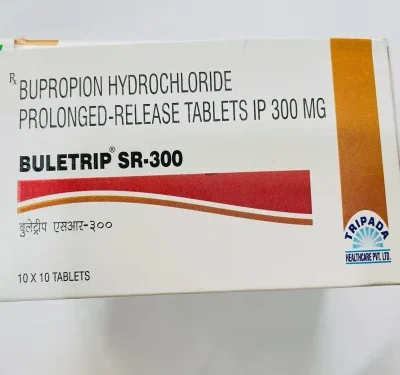 Rx BUPROPION HYDROCHLORIDE
PROLONGED-RELEASE TABLETS IP 300 MG
BULETRIP® SR-300
बुलेट्रीप एसआर-३००
10 X 10 TABLETS
TRIPADA
HEALTHCARE PVT. LTD.